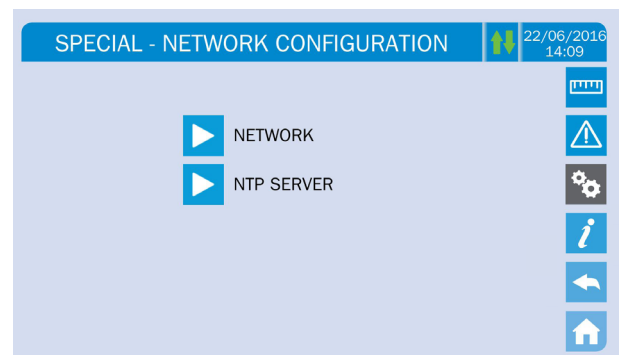 SPECIAL - NETWORK CONFIGURATION
22/06/2016
14:09
NETWORK
NTP SERVER
i